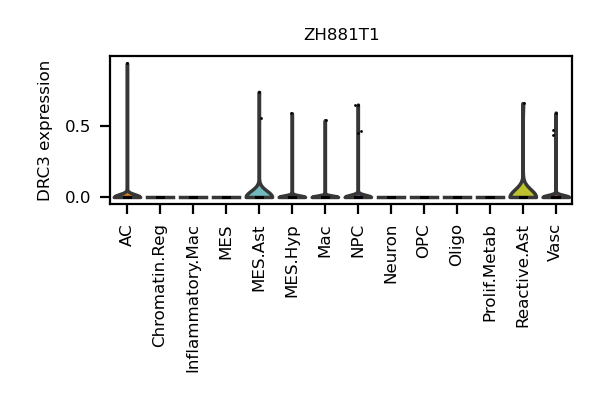 ZH881T1
DRC3 expression
0.5
0.0
AC
Chromatin.Reg
Inflammatory.Mac
MES
MES.Ast
MES.Hyp
Mac
NPC
Neuron
OPC
Oligo
Prolif.Metab
Reactive.Ast
Vasc